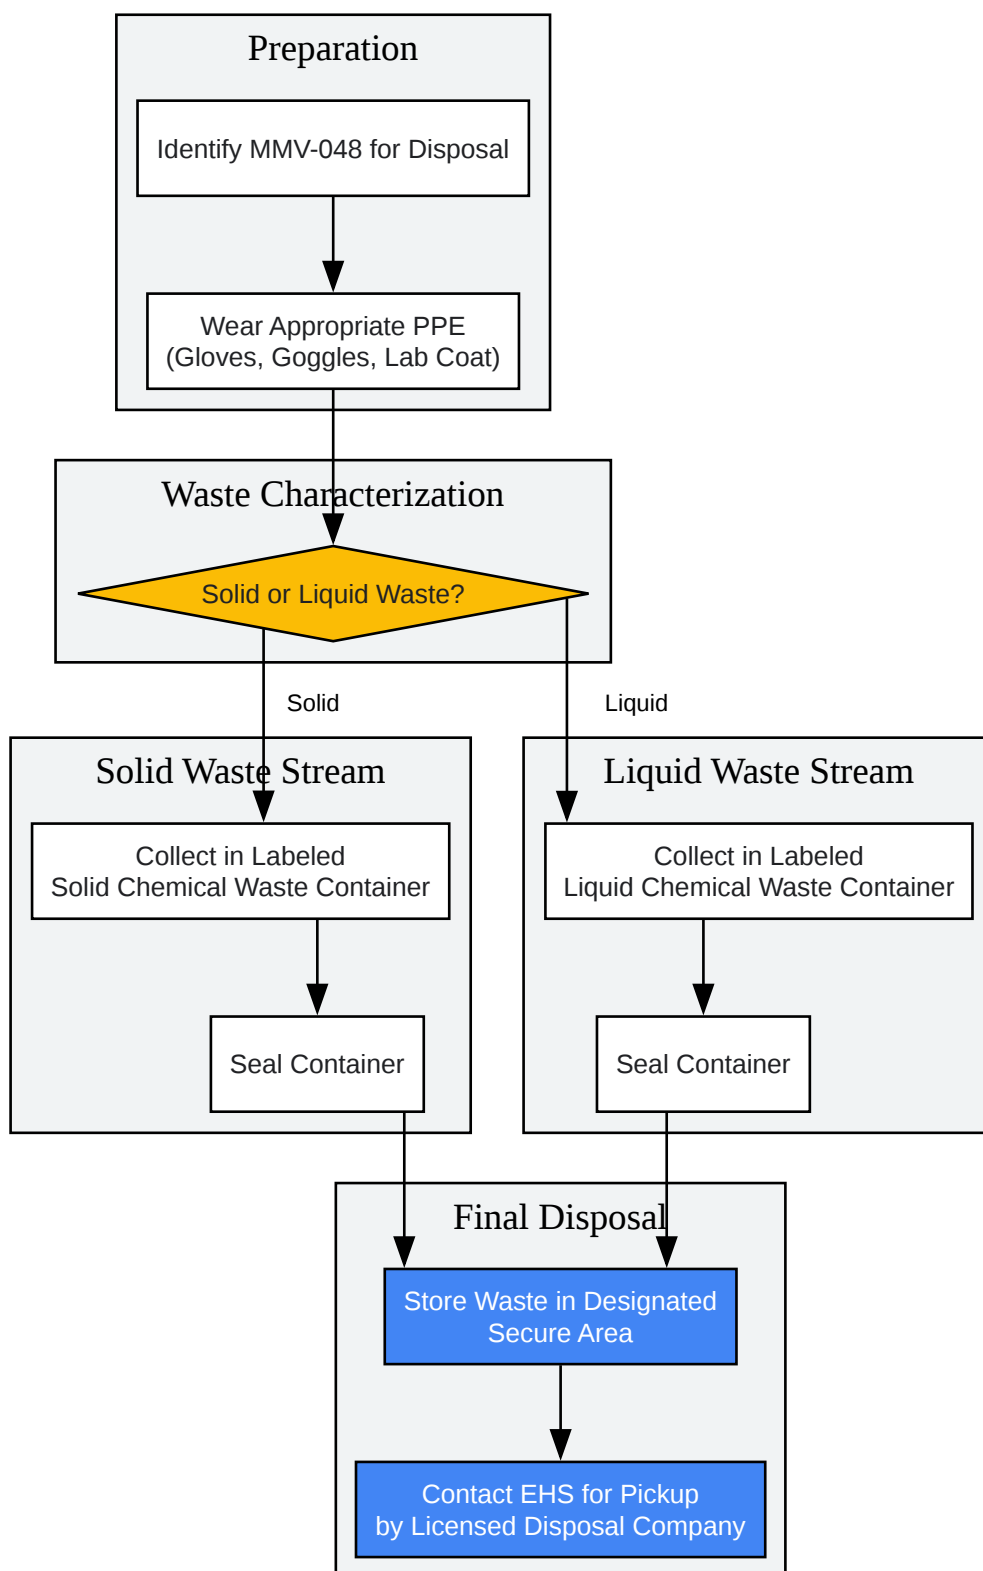 Preparation
Identify MMV-048 for Disposal
Wear Appropriate PPE
(Gloves, Goggles, Lab Coat)
Waste Characterization
Solid or Liquid Waste?
Solid
Liquid
Solid Waste Stream
Collect in Labeled
Solid Chemical Waste Container
Seal Container
Liquid Waste Stream
Collect in Labeled
Liquid Chemical Waste Container
Seal Container
Final Disposal
Store Waste in Designated
Secure Area
Contact EHS for Pickup
by Licensed Disposal Company